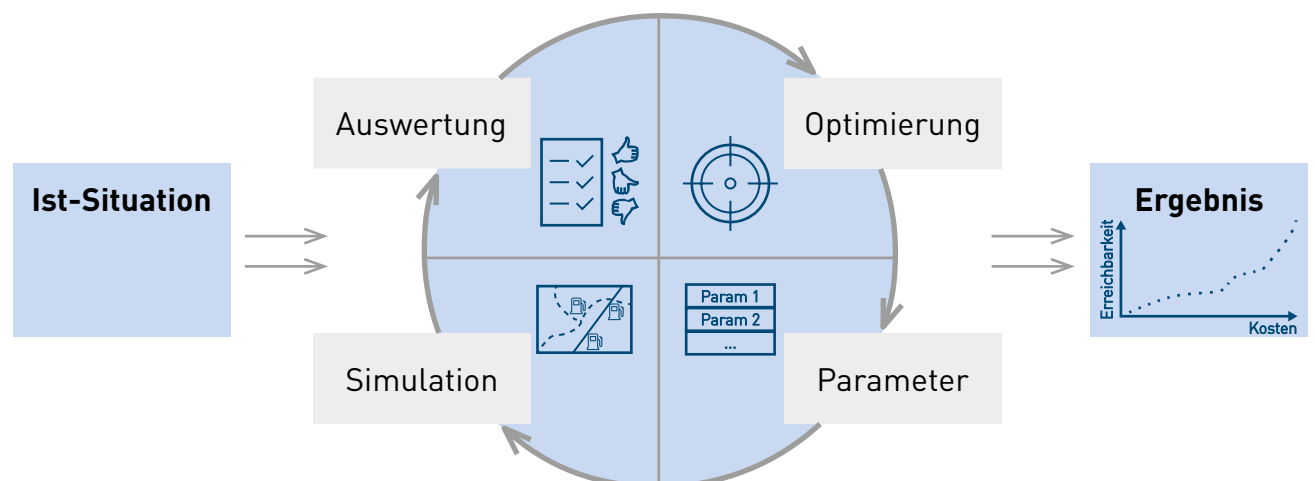 Auswertung
Optimierung
Ist-Situation
Ergebnis
Erreichbarkeit
Kosten
Param 1
Param 2
...
Simulation
Parameter